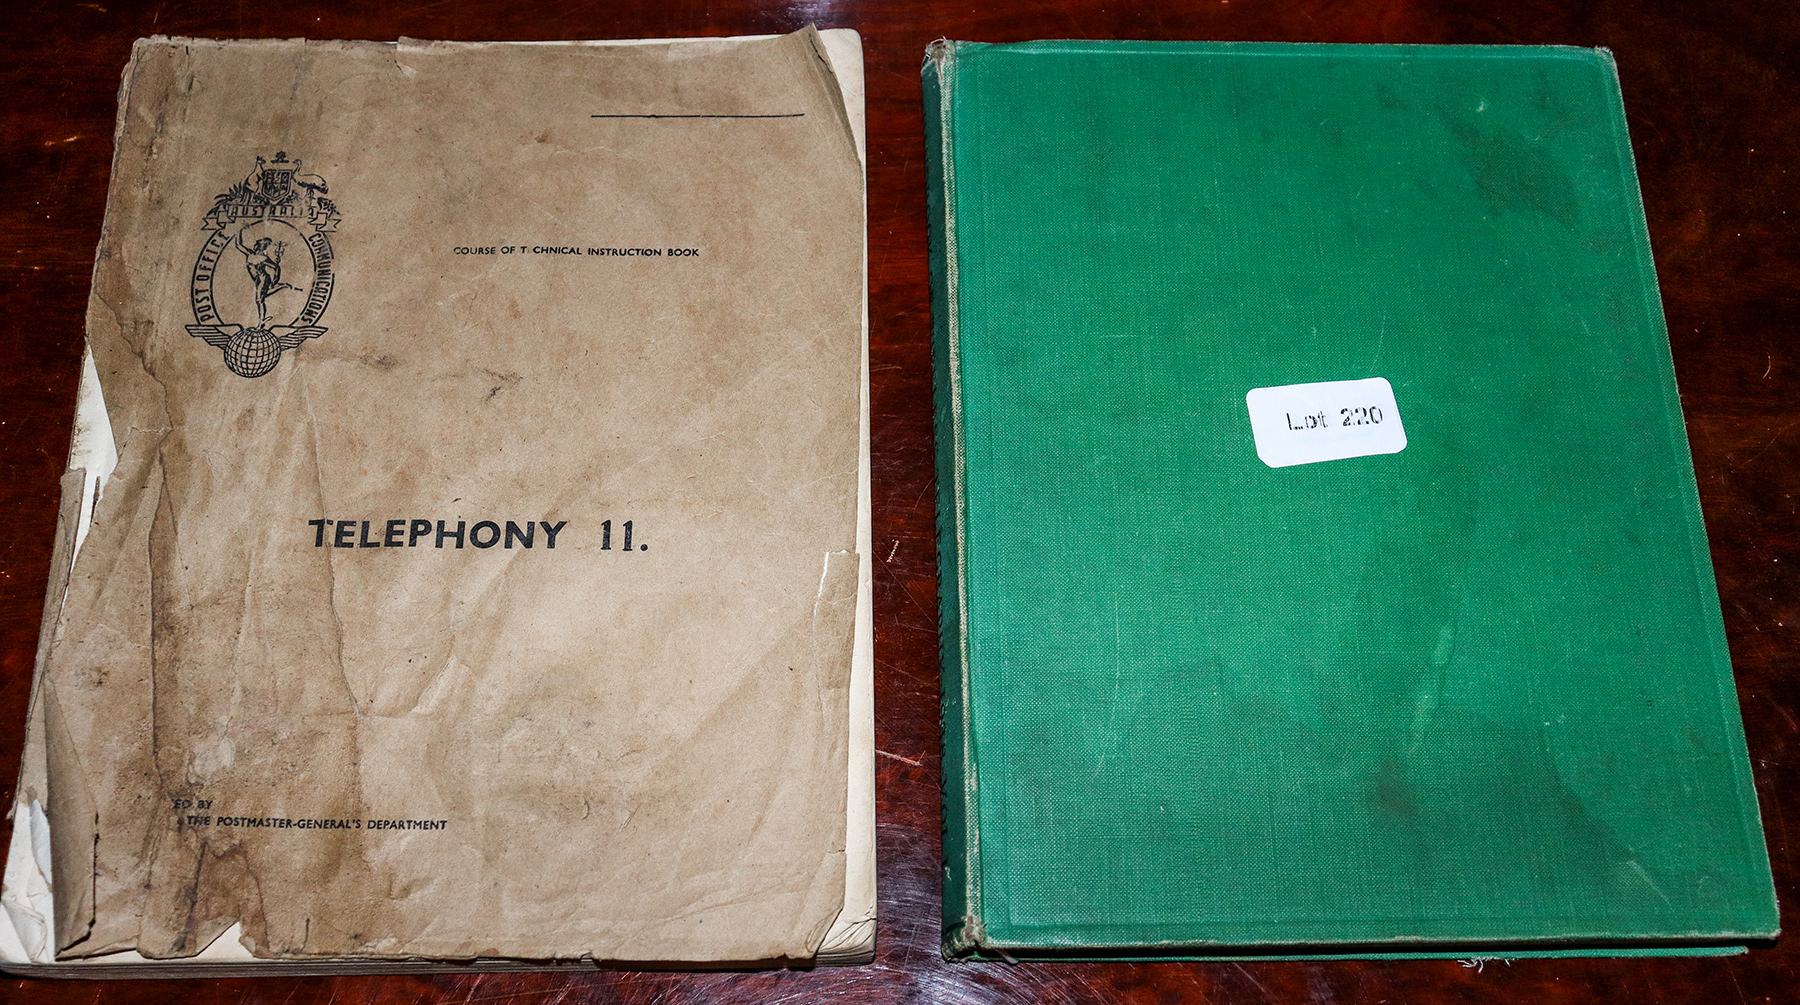 AUSTRALIA
POST OFFICE
COMMUNICATIONS
COURSE OF T CHNICAL INSTRUCTION BOOK
TELEPHONY 11.
ED BY
THE POSTMASTER-GENERAL'S DEPARTMENT
Lot 220